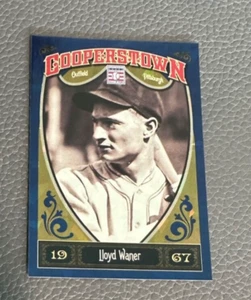 COOPERSTOWN
Outfield
Pittsburgh
Lloyd Waner
19
67